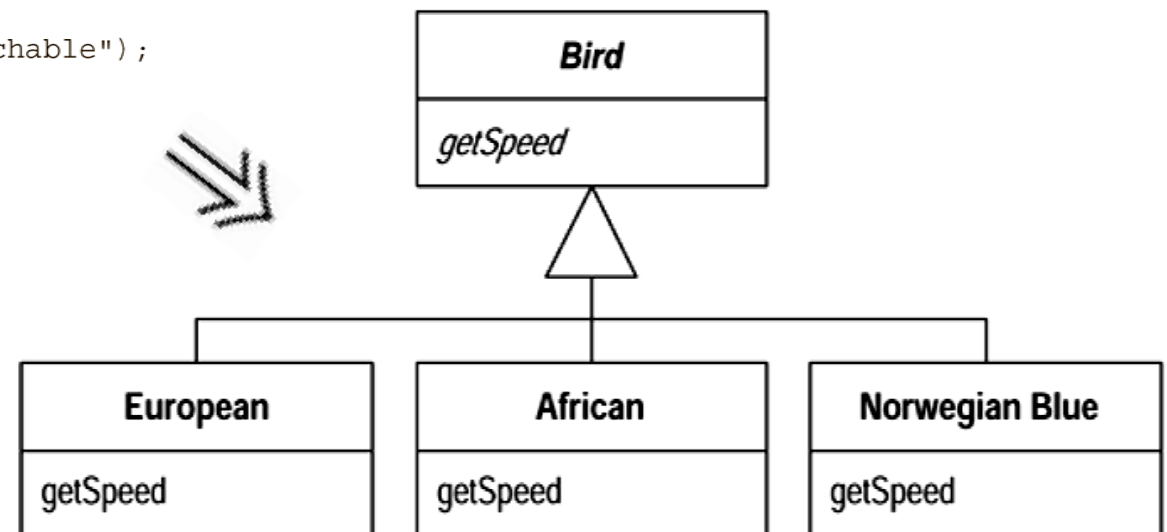 chable");
Bird
getSpeed
European
African
Norwegian Blue
getSpeed
getSpeed
getSpeed